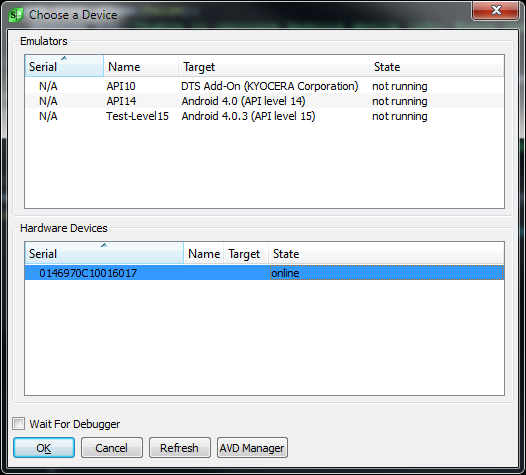 Choose a Device
Emulators
Serial Name Target State
N/A API10 DTS Add-On (KYOCERA Corporation) not running
N/A API14 Android 4.0 (API level 14) not running
N/A Test-Level15 Android 4.0.3 (API level 15) not running
Hardware Devices
Serial Name Target State
0146970C10016017 online
Wait For Debugger
OK Cancel Refresh AVD Manager